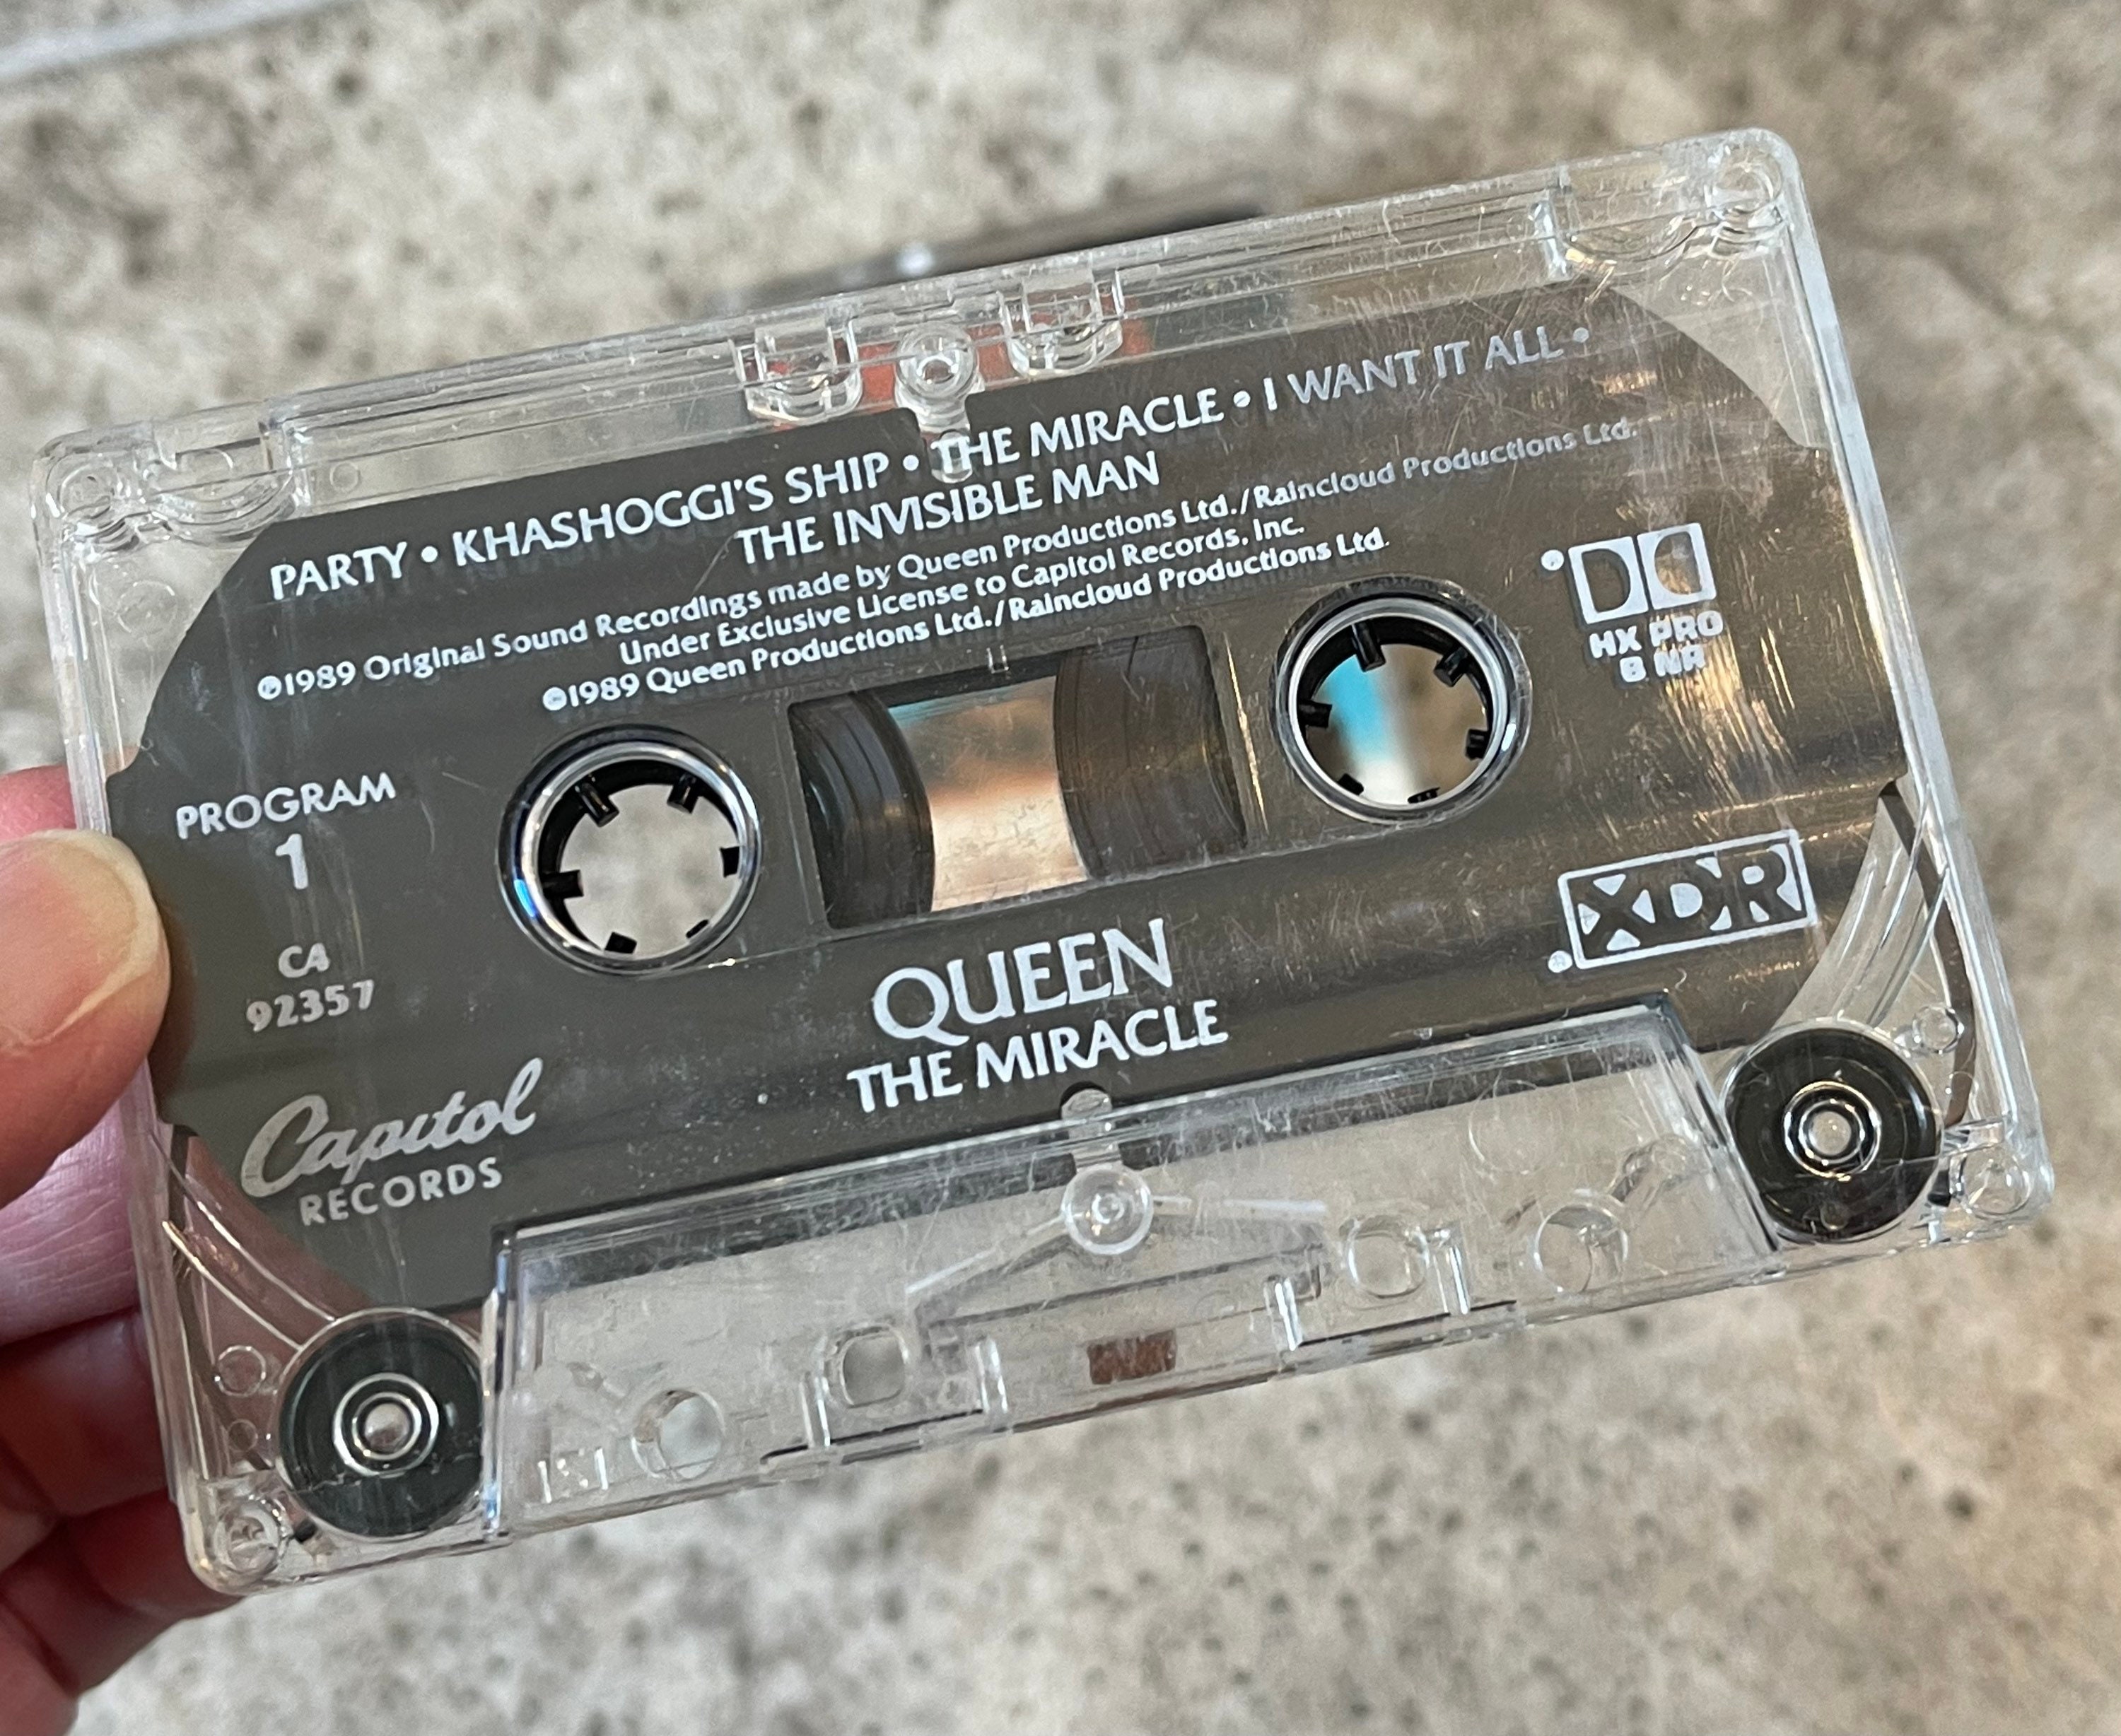 PARTY • KHASHOGGI'S SHIP • THE MIRACLE • I WANT IT ALL •
THE INVISIBLE MAN
℗1989 Original Sound Recordings made by Queen Productions Ltd./Raincloud Productions Ltd.
Under Exclusive License to Capitol Records, Inc.
©1989 Queen Productions Ltd./Raincloud Productions Ltd.
HX PRO
B NR
PROGRAM
1
CA
92357
XDR
QUEEN
THE MIRACLE
Capitol
RECORDS